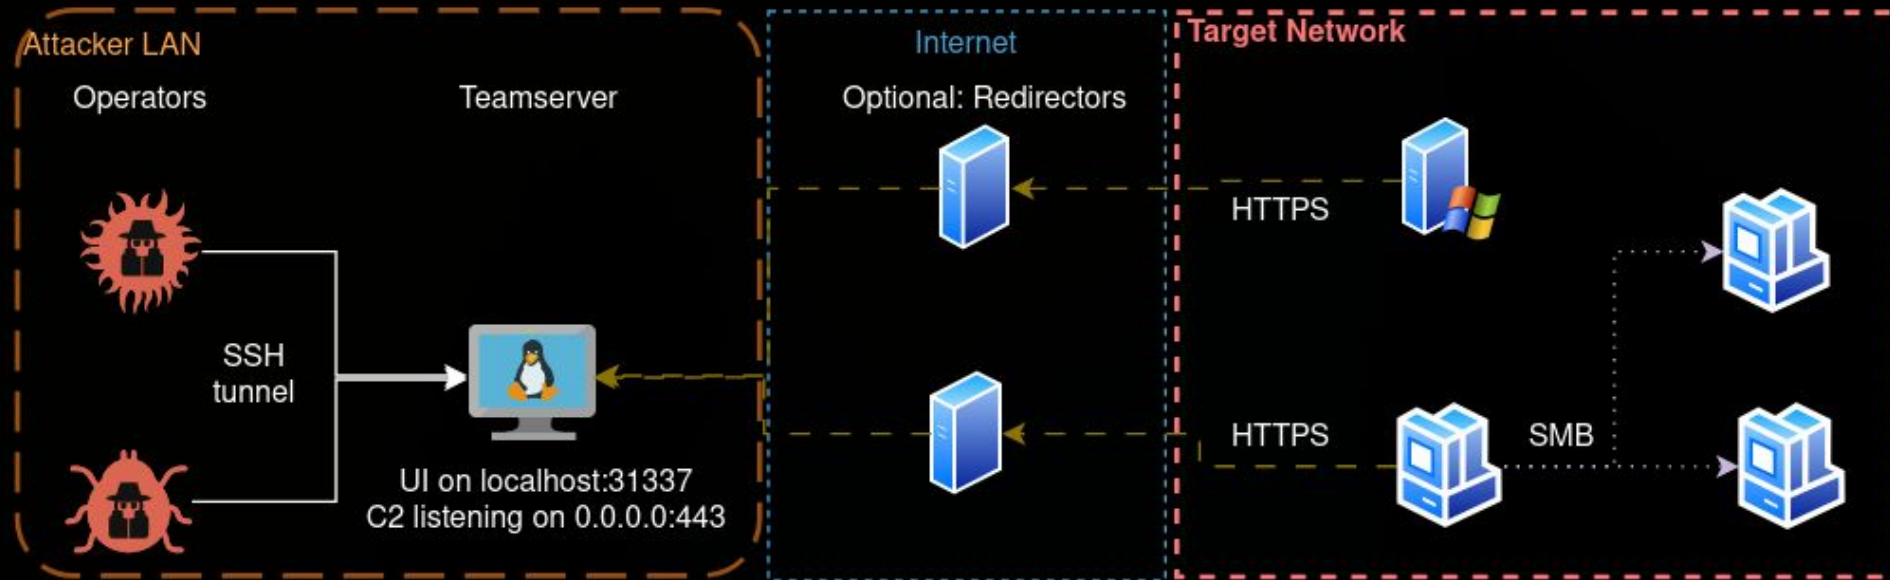 Attacker LAN
Operators
Teamserver
SSH
tunnel
UI on localhost:31337
C2 listening on 0.0.0.0:443
Internet
Optional: Redirectors
Target Network
HTTPS
HTTPS
SMB